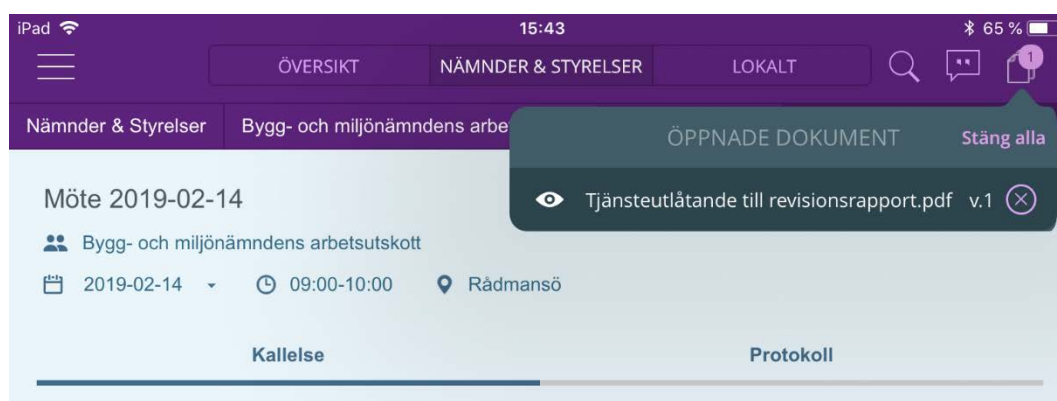 iPad 15:43 65 %
ÖVERSIKT NÄMNDER & STYRELSER LOKALT 1
Nämnder & Styrelser Bygg- och miljönämndens arbe
ÖPPNADE DOKUMENT Stäng alla
Tjänsteutlåtande till revisionsrapport.pdf v.1
Möte 2019-02-14
Bygg- och miljönämndens arbetsutskott
2019-02-14 09:00-10:00 Rådmansö
Kallelse Protokoll